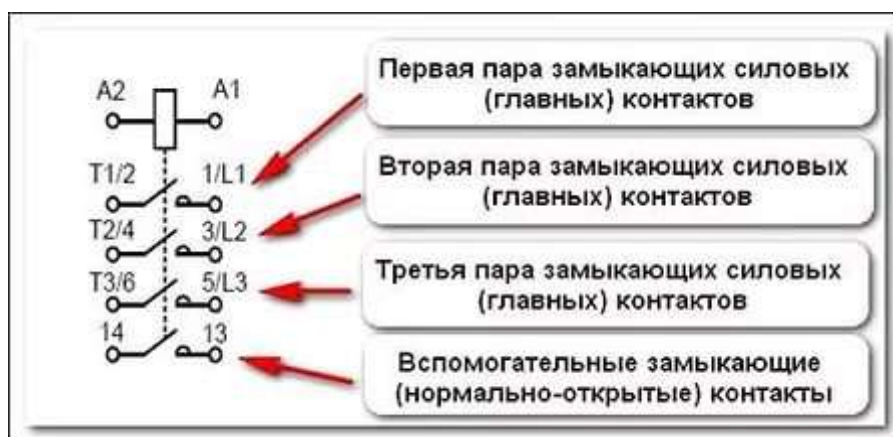 Первая пара замыкающих силовых
(главных) контактов
A2 A1
Вторая пара замыкающих силовых
(главных) контактов
T1/2 1/L1
T2/4 3/L2
Третья пара замыкающих силовых
(главных) контактов
T3/6 5/L3
14 13
Вспомогательные замыкающие
(нормально-открытые) контакты